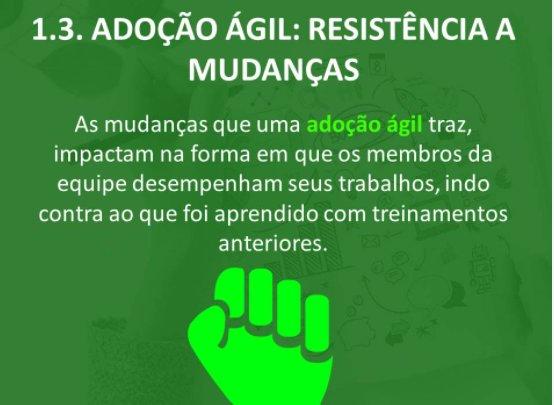 1.3. ADOÇÃO ÁGIL: RESISTÊNCIA A
MUDANÇAS
As mudanças que uma adoção ágil traz,
impactam na forma em que os membros da
equipe desempenham seus trabalhos, indo
contra ao que foi aprendido com treinamentos
anteriores.